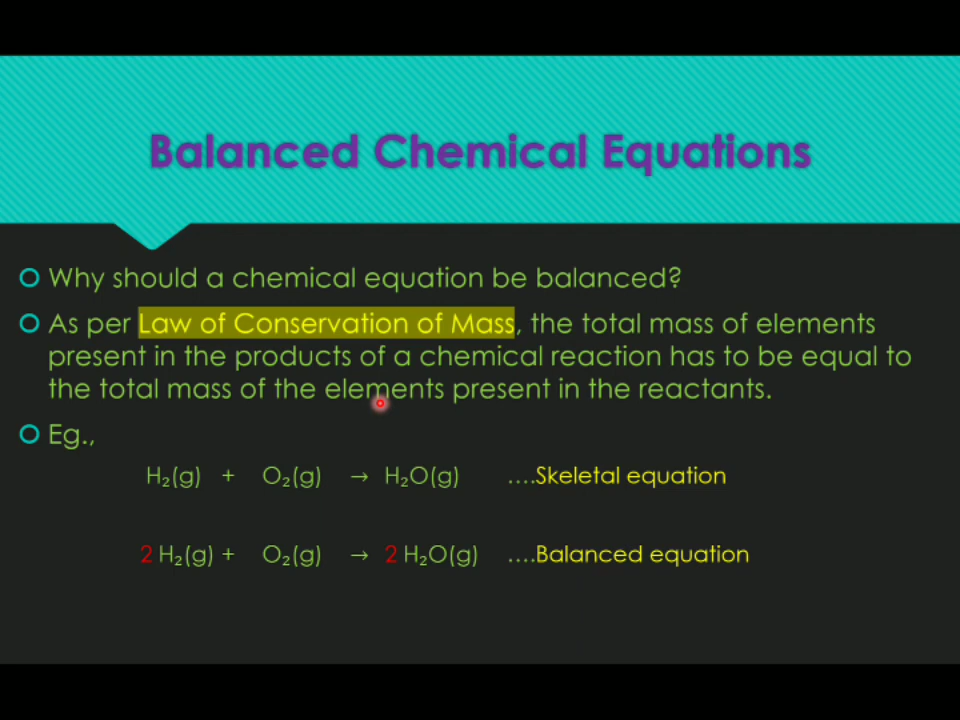 Balanced Chemical Equations
Why should a chemical equation be balanced?
As per Law of Conservation of Mass, the total mass of elements
present in the products of a chemical reaction has to be equal to
the total mass of the elements present in the reactants.
Eg.,
H₂(g) + O₂(g) → H₂O(g) ....Skeletal equation
2 H₂(g) + O₂(g) → 2 H₂O(g) ....Balanced equation